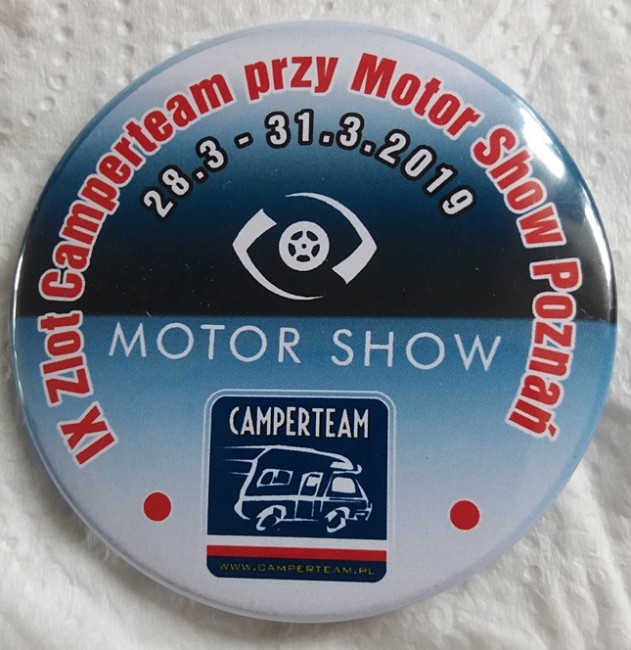 IX Zlot Camperteam przy Motor Show Poznań
28.3 - 31.3.2019
MOTOR SHOW
CAMPERTEAM
WWW.CAMPERTEAM.PL